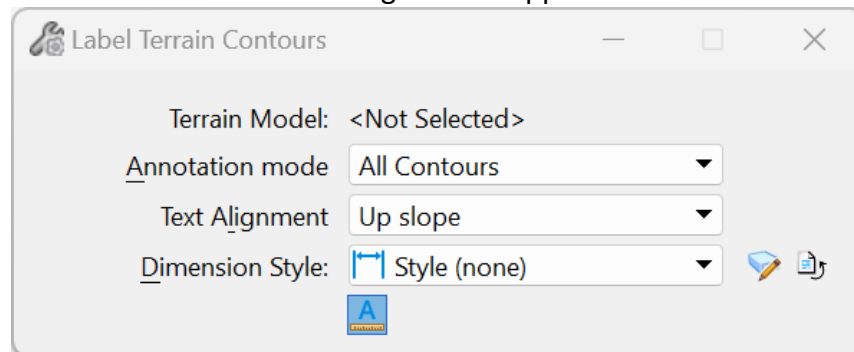 Label Terrain Contours
Terrain Model: <Not Selected>
Annotation mode All Contours
Text Alignment Up slope
Dimension Style: Style (none)
A